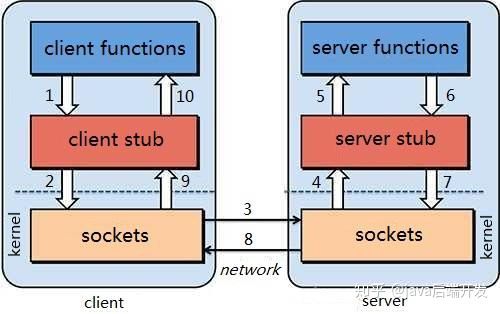 client functions
server functions
1
10
5
6
client stub
server stub
2
9
4
7
kernel
sockets
3
8
network
sockets
kernel
client
server
知乎 @java后端开发